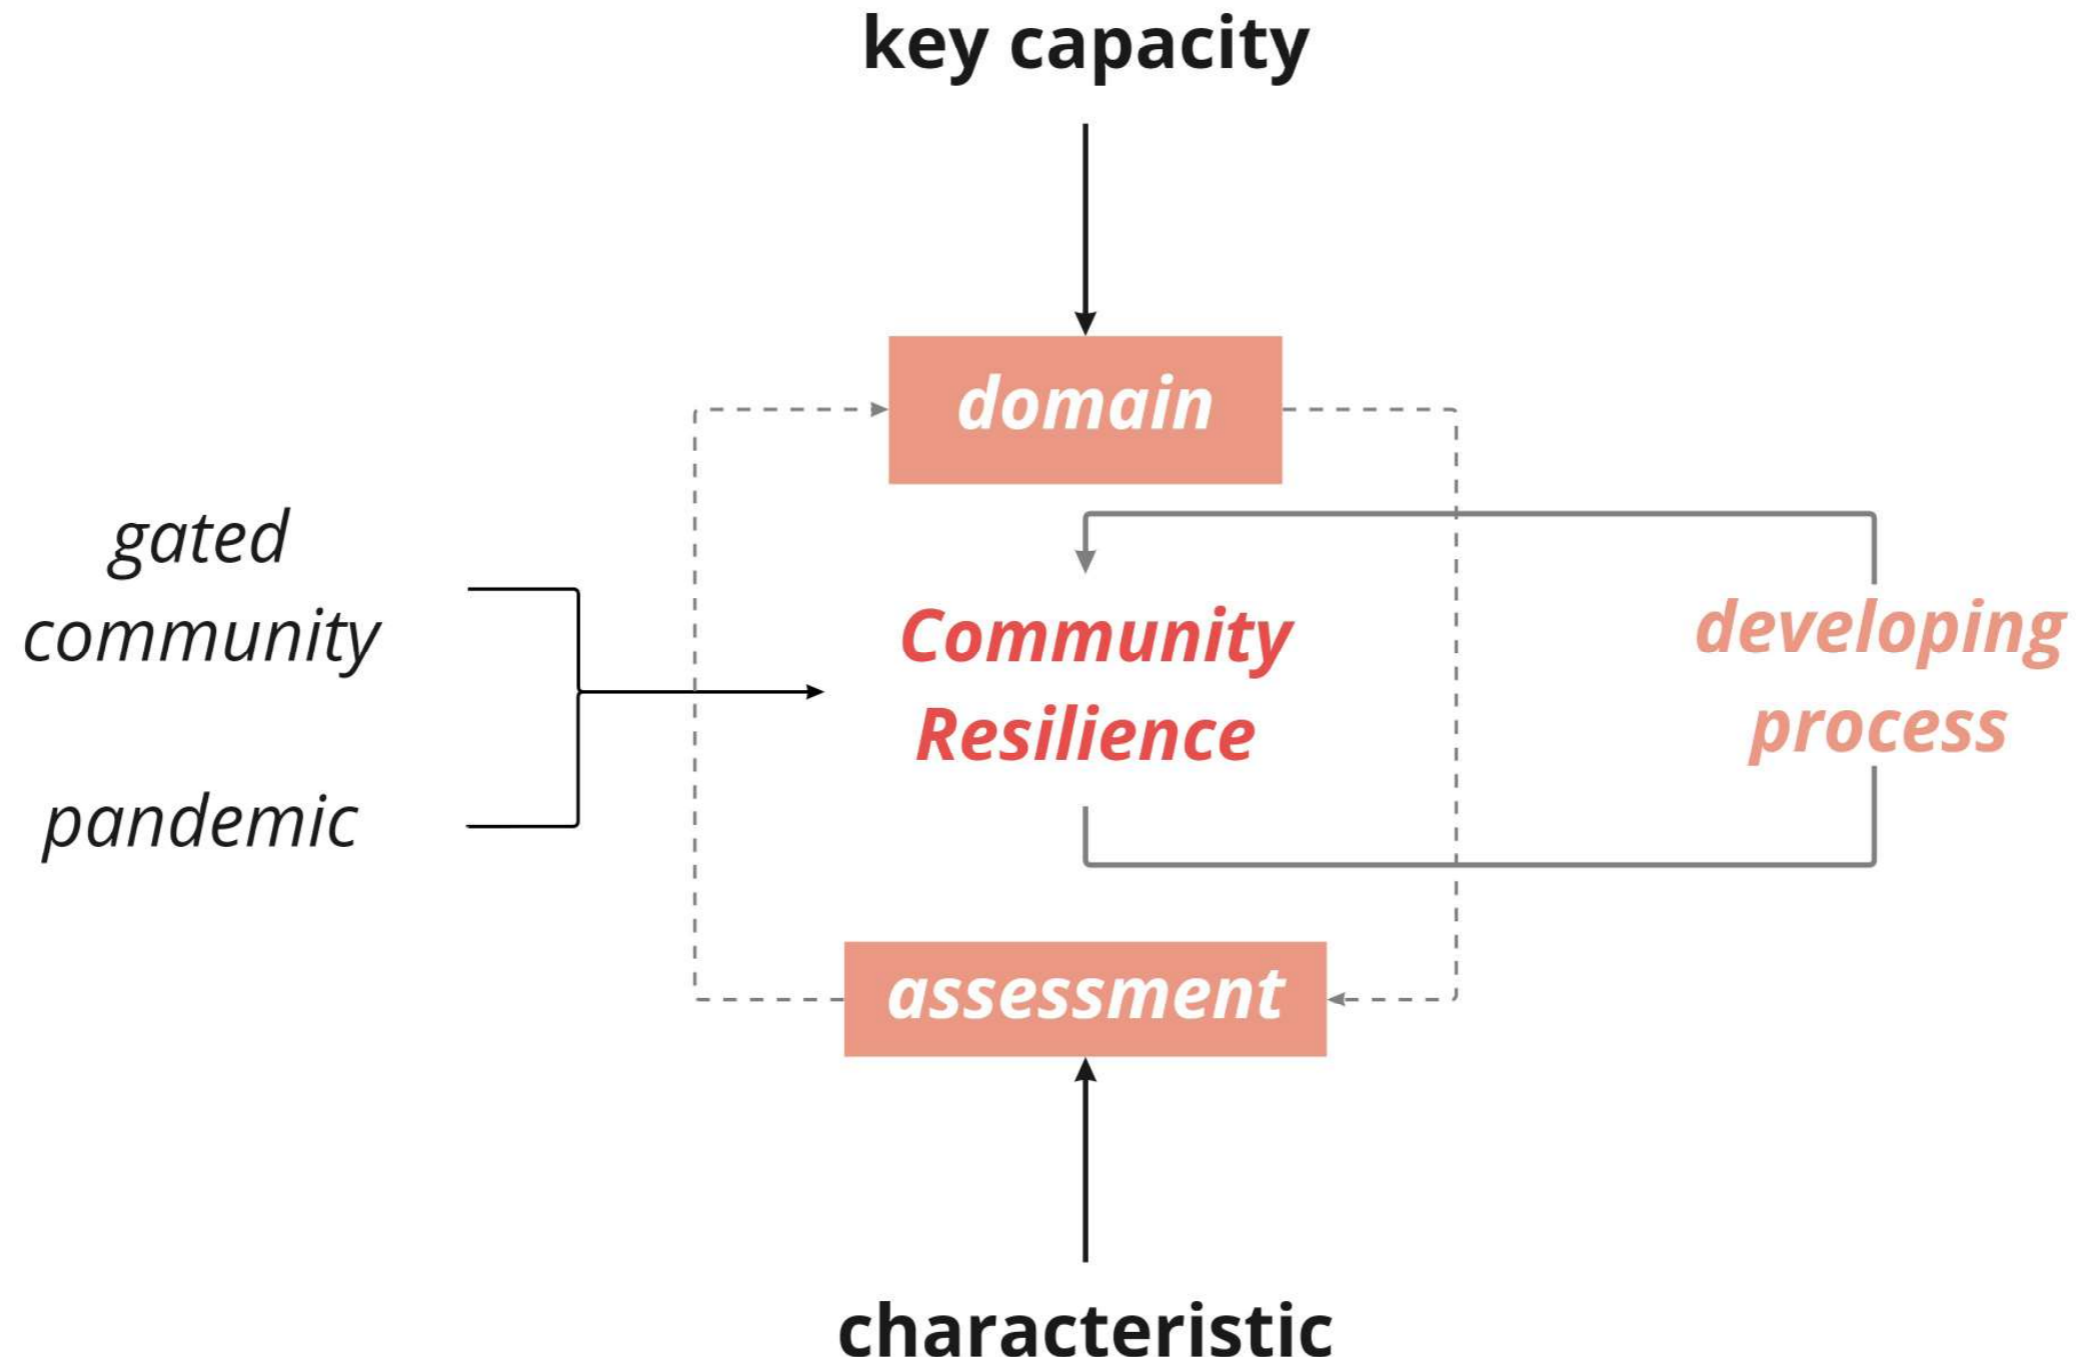 key capacity
domain
gated
community
pandemic
Community
Resilience
developing
process
assessment
characteristic